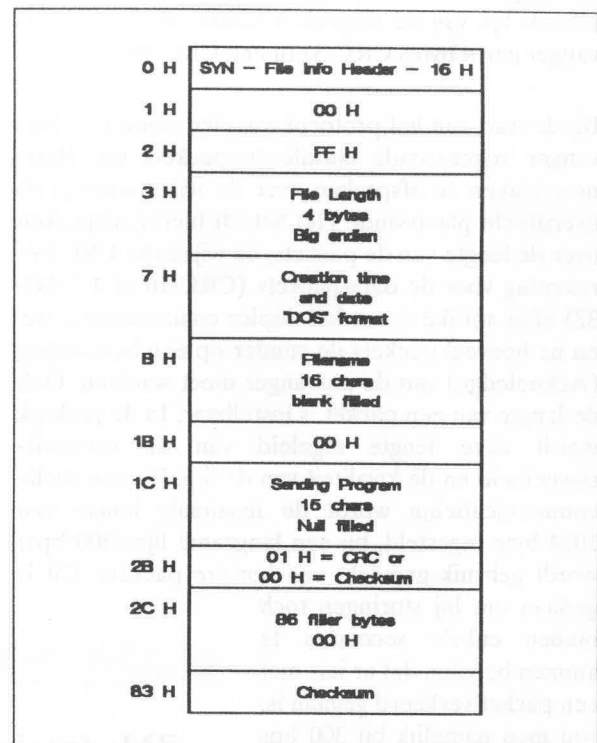 0 H SYN - File Info Header - 16 H
1 H 00 H
2 H FF H
3 H File Length
4 bytes
Big endian
7 H Creation time
and date
"DOS" format
B H Filename
16 chars
blank filled
1B H 00 H
1C H Sending Program
15 chars
Null filled
01 H = CRC
2B H 00 H = Checksum
2C H 86 filler bytes
00 H
83 H Checksum